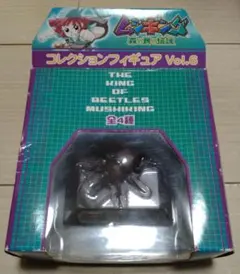 ムシキング
森の民の伝説
コレクションフィギュア Vol.6
THE
KING
OF
BEETLES
MUSHIKING
全4種